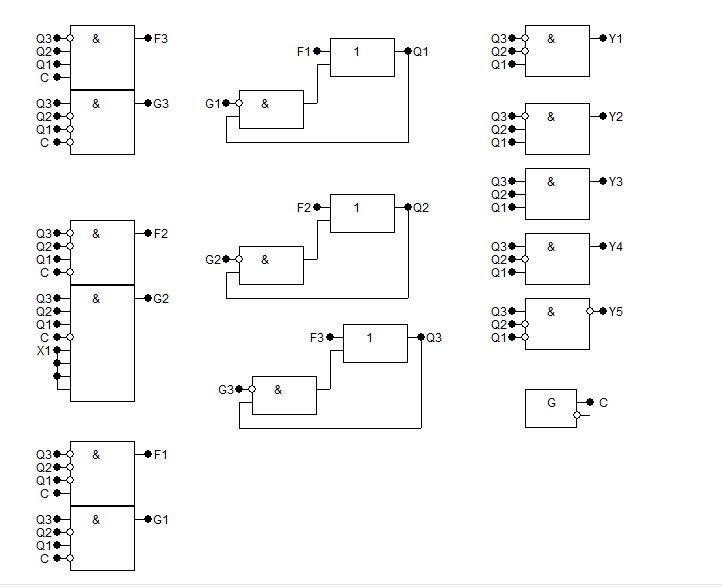 Q3 & F3
Q2
Q1
C
Q3 & G3
Q2
Q1
C
Q3 & F2
Q2
Q1
C
Q3 & G2
Q2
Q1
C
X1
Q3 & F1
Q2
Q1
C
Q3 & G1
Q2
Q1
C
F1 1 Q1
G1 &
F2 1 Q2
G2 &
F3 1 Q3
G3 &
Q3 & Y1
Q2
Q1
Q3 & Y2
Q2
Q1
Q3 & Y3
Q2
Q1
Q3 & Y4
Q2
Q1
Q3 & Y5
Q2
Q1
G C